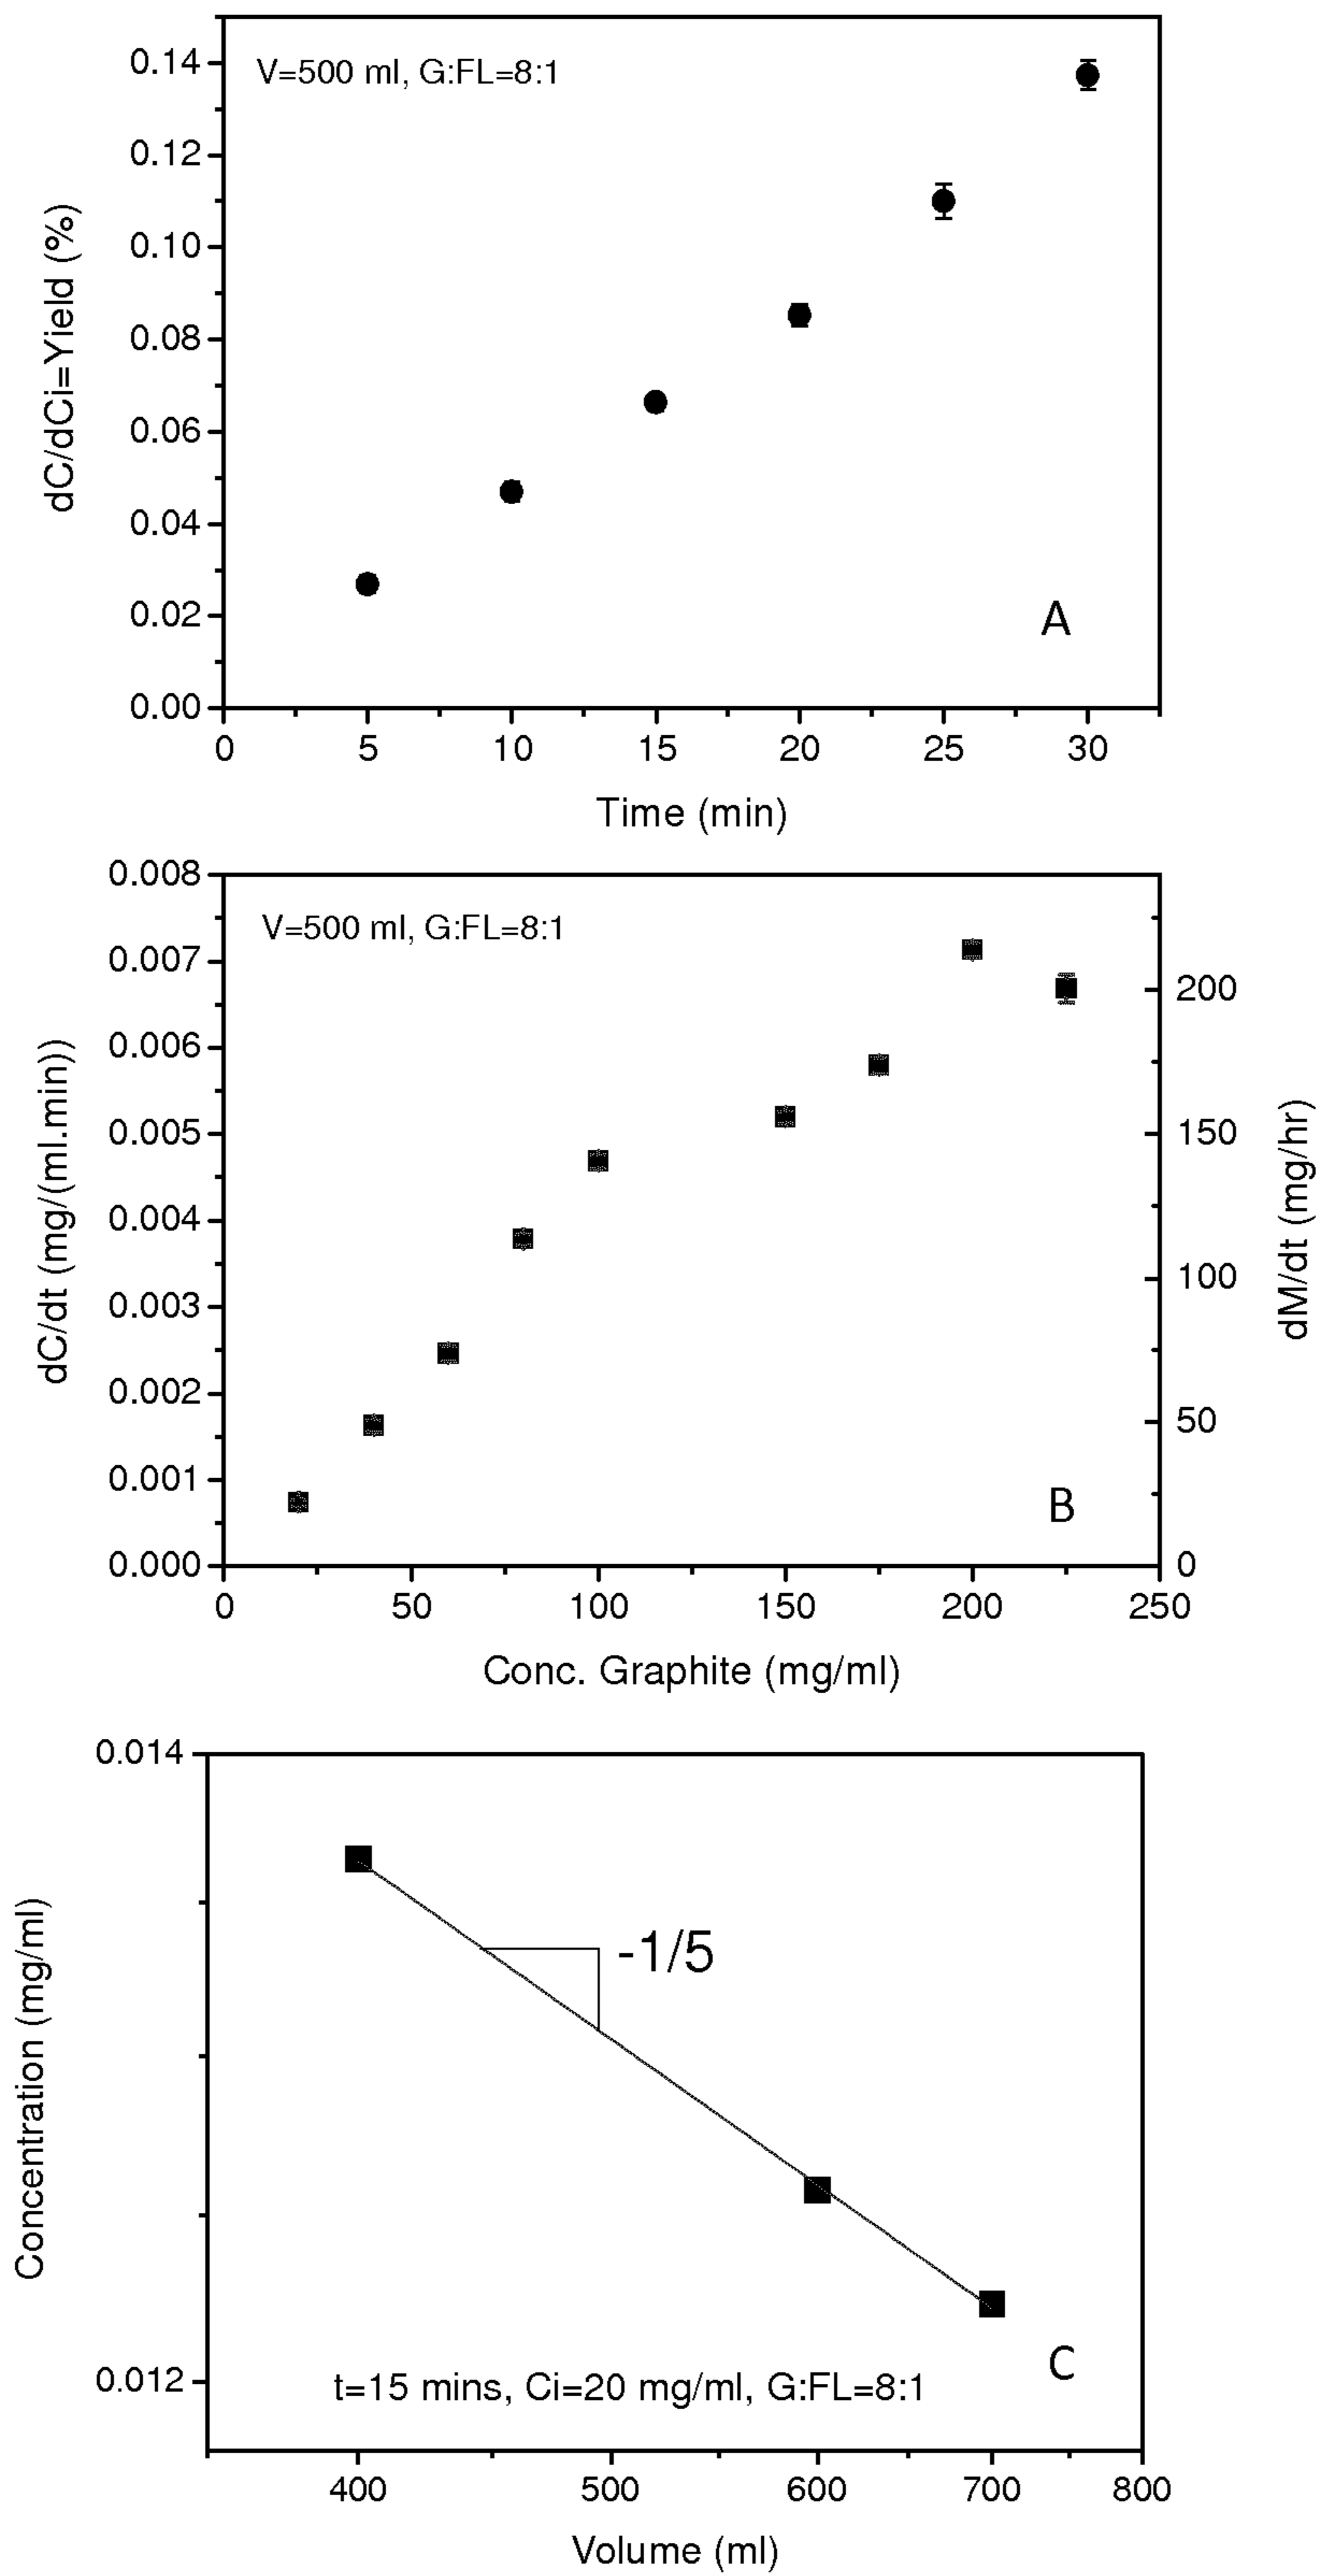 V=500 ml, G:FL=8:1
0.14
0.12
0.10
0.08
0.06
0.04
0.02
0.00
dC/dCi=Yield (%)
A
0 5 10 15 20 25 30
Time (min)
V=500 ml, G:FL=8:1
0.008
0.007
0.006
0.005
0.004
0.003
0.002
0.001
0.000
dC/dt (mg/(ml.min))
200
150
100
50
0
dM/dt (mg/hr)
B
0 50 100 150 200 250
Conc. Graphite (mg/ml)
0.014
0.012
Concentration (mg/ml)
-1/5
C
t=15 mins, Ci=20 mg/ml, G:FL=8:1
400 500 600 700 800
Volume (ml)